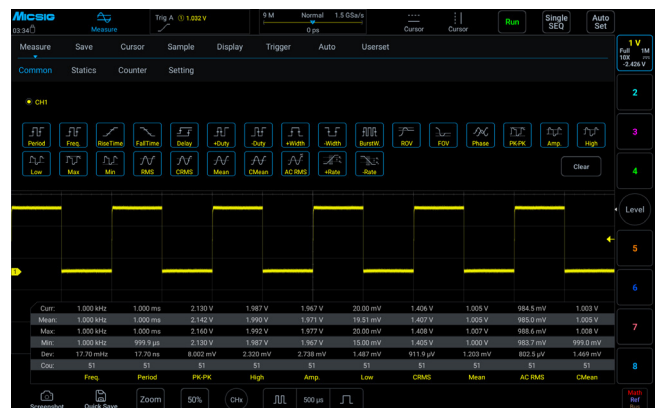 Micsig
Measure
Trig A ① 1.032 V
9 M Normal 1.5 GSa/s
0 ps
Cursor Cursor
Run
Single SEQ
Auto Set
03:34
Measure Save Cursor Sample Display Trigger Auto Userset
Common Statics Counter Setting
CH1
Period Freq. RiseTime FallTime Delay +Duty -Duty +Width -Width BurstW. ROV FOV Phase PK-PK Amp. High
Low Max Min RMS CRMS Mean CMean AC RMS +Rate -Rate
Clear
1 V
Full 1M
10X
-2.426 V
2
3
4
Level
5
6
7
8
Math
Ref
1
Curr: 1.000 kHz 1.000 ms 2.130 V 1.987 V 1.967 V 20.00 mV 1.406 V 1.005 V 984.5 mV 1.003 V
Mean: 1.000 kHz 1.000 ms 2.142 V 1.990 V 1.971 V 19.51 mV 1.407 V 1.005 V 985.0 mV 1.005 V
Max: 1.000 kHz 1.000 ms 2.160 V 1.992 V 1.977 V 20.00 mV 1.408 V 1.007 V 988.6 mV 1.008 V
Min: 1.000 kHz 999.9 µs 2.130 V 1.987 V 1.967 V 15.00 mV 1.405 V 1.000 V 983.7 mV 999.0 mV
Dev: 17.70 mHz 17.70 ns 8.002 mV 2.320 mV 2.738 mV 1.487 mV 911.9 µV 1.203 mV 802.5 µV 1.469 mV
Cou: 51 51 51 51 51 51 51 51 51 51
Freq. Period PK-PK High Amp. Low CRMS Mean AC RMS CMean
Screenshot Quick Save Zoom 50% CHx 500 µs